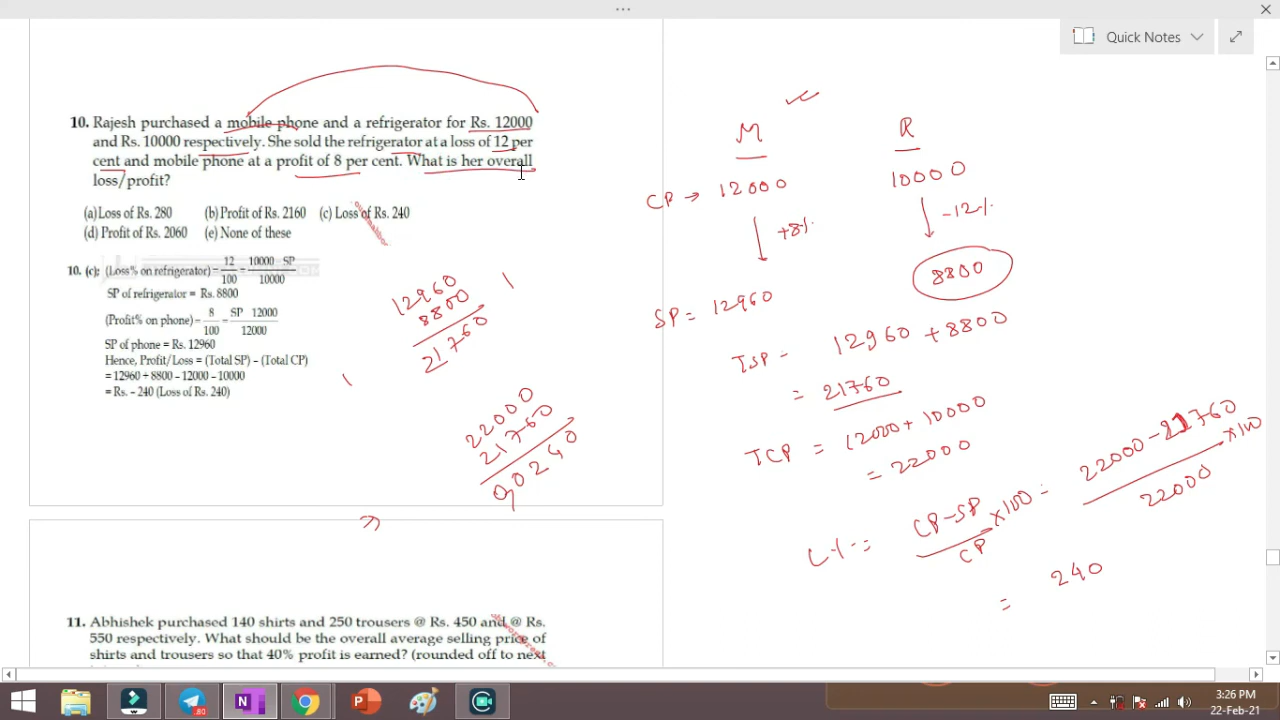 Quick Notes
10. Rajesh purchased a mobile phone and a refrigerator for Rs. 12000
and Rs. 10000 respectively. She sold the refrigerator at a loss of 12 per
cent and mobile phone at a profit of 8 per cent. What is her overall
loss/profit?
(a) Loss of Rs. 280 (b) Profit of Rs. 2160 (c) Loss of Rs. 240
(d) Profit of Rs. 2060 (e) None of these
10. (c): (Loss% on refrigerator) = 12/100 = 10000 SP/10000
SP of refrigerator = Rs. 8800
(Profit% on phone) = 8/100 = SP 12000/12000
SP of phone = Rs. 12960
Hence, Profit/Loss = (Total SP) – (Total CP)
= 12960 + 8800 – 12000 – 10000
= Rs. – 240 (Loss of Rs. 240)
12960
8800
21760
22000
21760
00240
M R
CP → 12000 10000
+8% -12%
8800
SP = 12960
TSP = 12960 + 8800
= 21760
TCP = 12000 + 10000
= 22000
L% = CP-SP/CP ×100 = 22000-21760/22000 ×100
= 240
11. Abhishek purchased 140 shirts and 250 trousers @ Rs. 450 and @ Rs.
550 respectively. What should be the overall average selling price of
shirts and trousers so that 40% profit is earned? (rounded off to next
3:26 PM
22-Feb-21